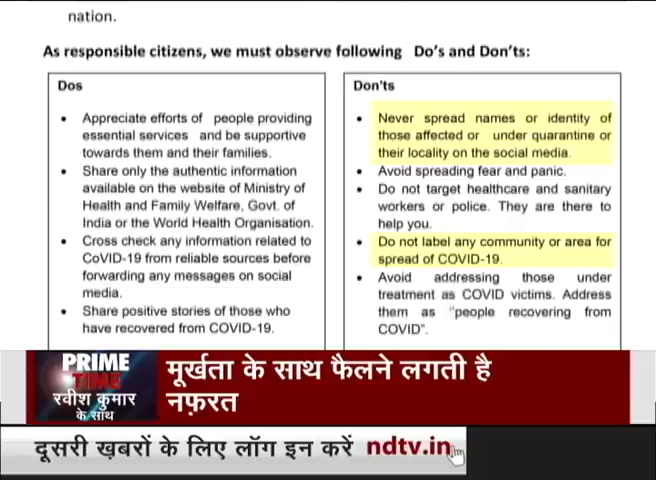 nation.
As responsible citizens, we must observe following Do's and Don'ts:
Dos
• Appreciate efforts of people providing
essential services and be supportive
towards them and their families.
• Share only the authentic information
available on the website of Ministry of
Health and Family Welfare, Govt. of
India or the World Health Organisation.
• Cross check any information related to
CoVID-19 from reliable sources before
forwarding any messages on social
media.
• Share positive stories of those who
have recovered from COVID-19.
Don'ts
• Never spread names or identity of
those affected or under quarantine or
their locality on the social media.
• Avoid spreading fear and panic.
• Do not target healthcare and sanitary
workers or police. They are there to
help you.
• Do not label any community or area for
spread of COVID-19.
• Avoid addressing those under
treatment as COVID victims. Address
them as "people recovering from
COVID".
PRIME
TIME
रवीश कुमार
के साथ
मूर्खता के साथ फैलने लगती है
नफ़रत
दूसरी ख़बरों के लिए लॉग इन करें ndtv.in